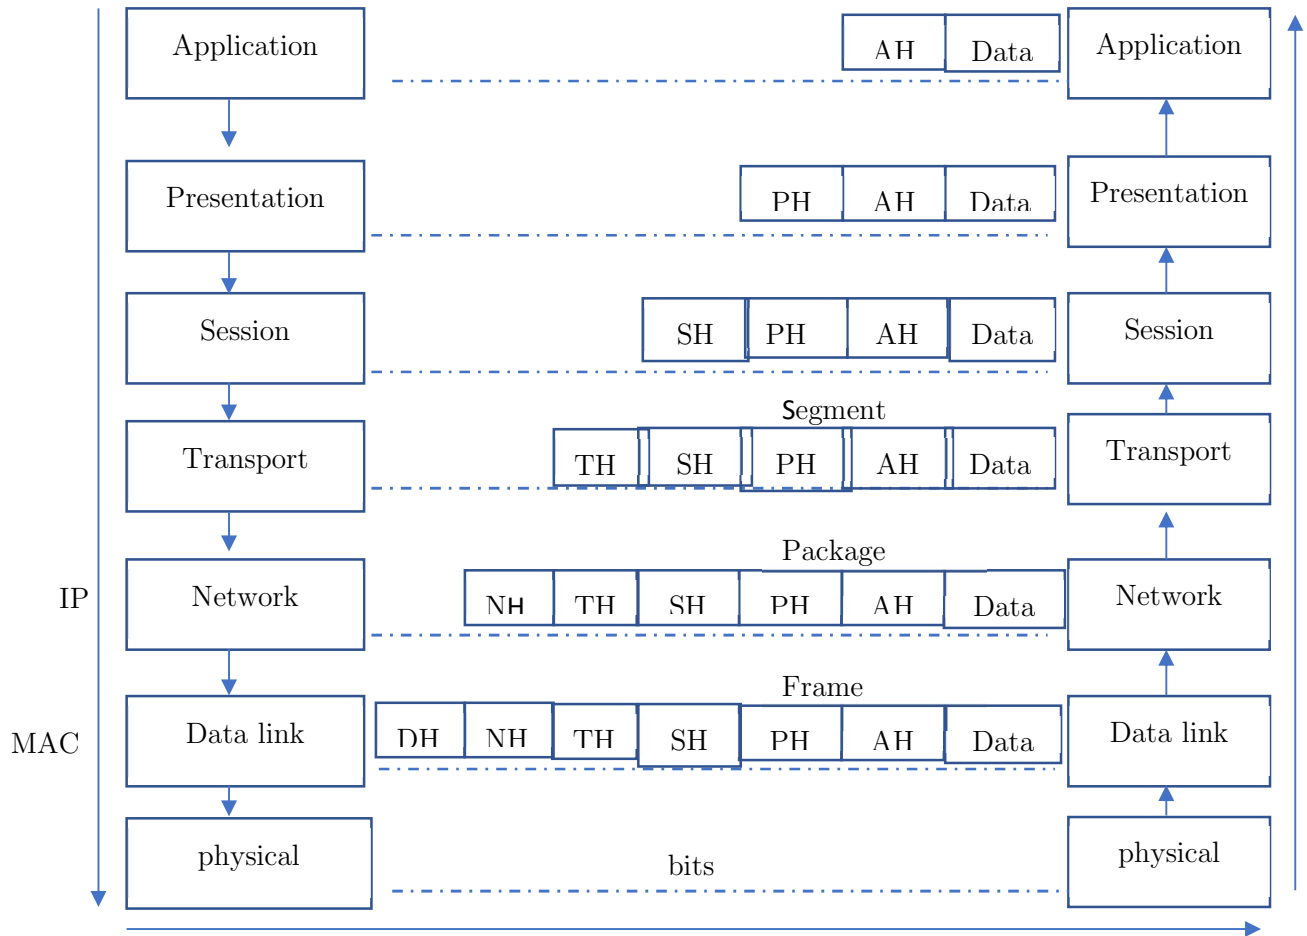 Application
AH Data
Application
Presentation
PH AH Data
Presentation
Session
SH PH AH Data
Session
Segment
Transport
TH SH PH AH Data
Transport
Package
IP
Network
NH TH SH PH AH Data
Network
Frame
MAC
Data link
DH NH TH SH PH AH Data
Data link
physical
bits
physical